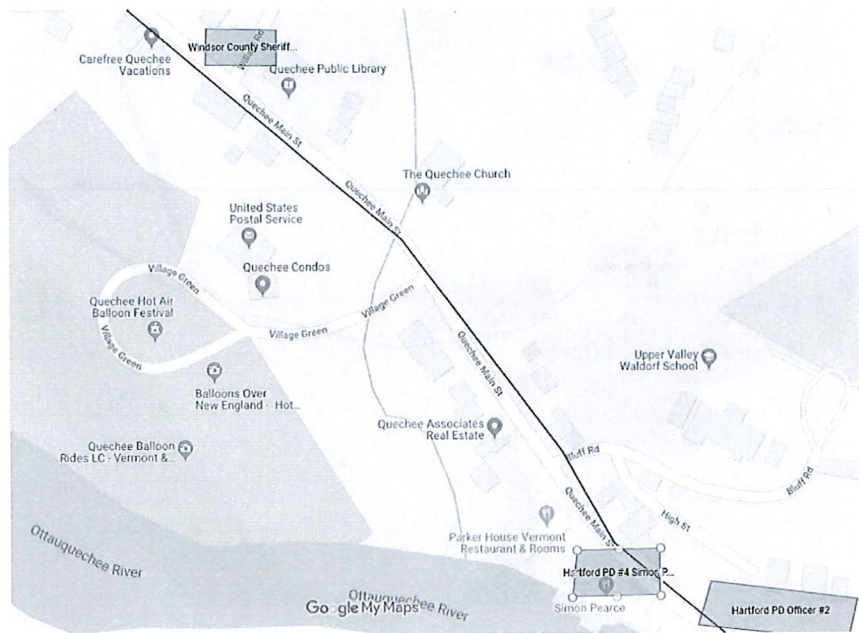 Windsor County Sheriff...
Willard Rd
Carefree Quechee
Vacations
Quechee Public Library
Quechee Main St
The Quechee Church
Quechee Main St
United States
Postal Service
Quechee Condos
Village Green
Village Green
Quechee Hot Air
Balloon Festival
Village Green
Village Green
Quechee Main St
Upper Valley
Waldorf School
Balloons Over
New England - Hot...
Quechee Associates
Real Estate
Quechee Balloon
Rides LC - Vermont &...
Bluff Rd
Bluff Rd
Quechee Main St
High St
Parker House Vermont
Restaurant & Rooms
Ottauquechee River
Hartford PD #4 Simon P...
Simon Pearce
Ottauquechee River
Google My Maps
Hartford PD Officer #2